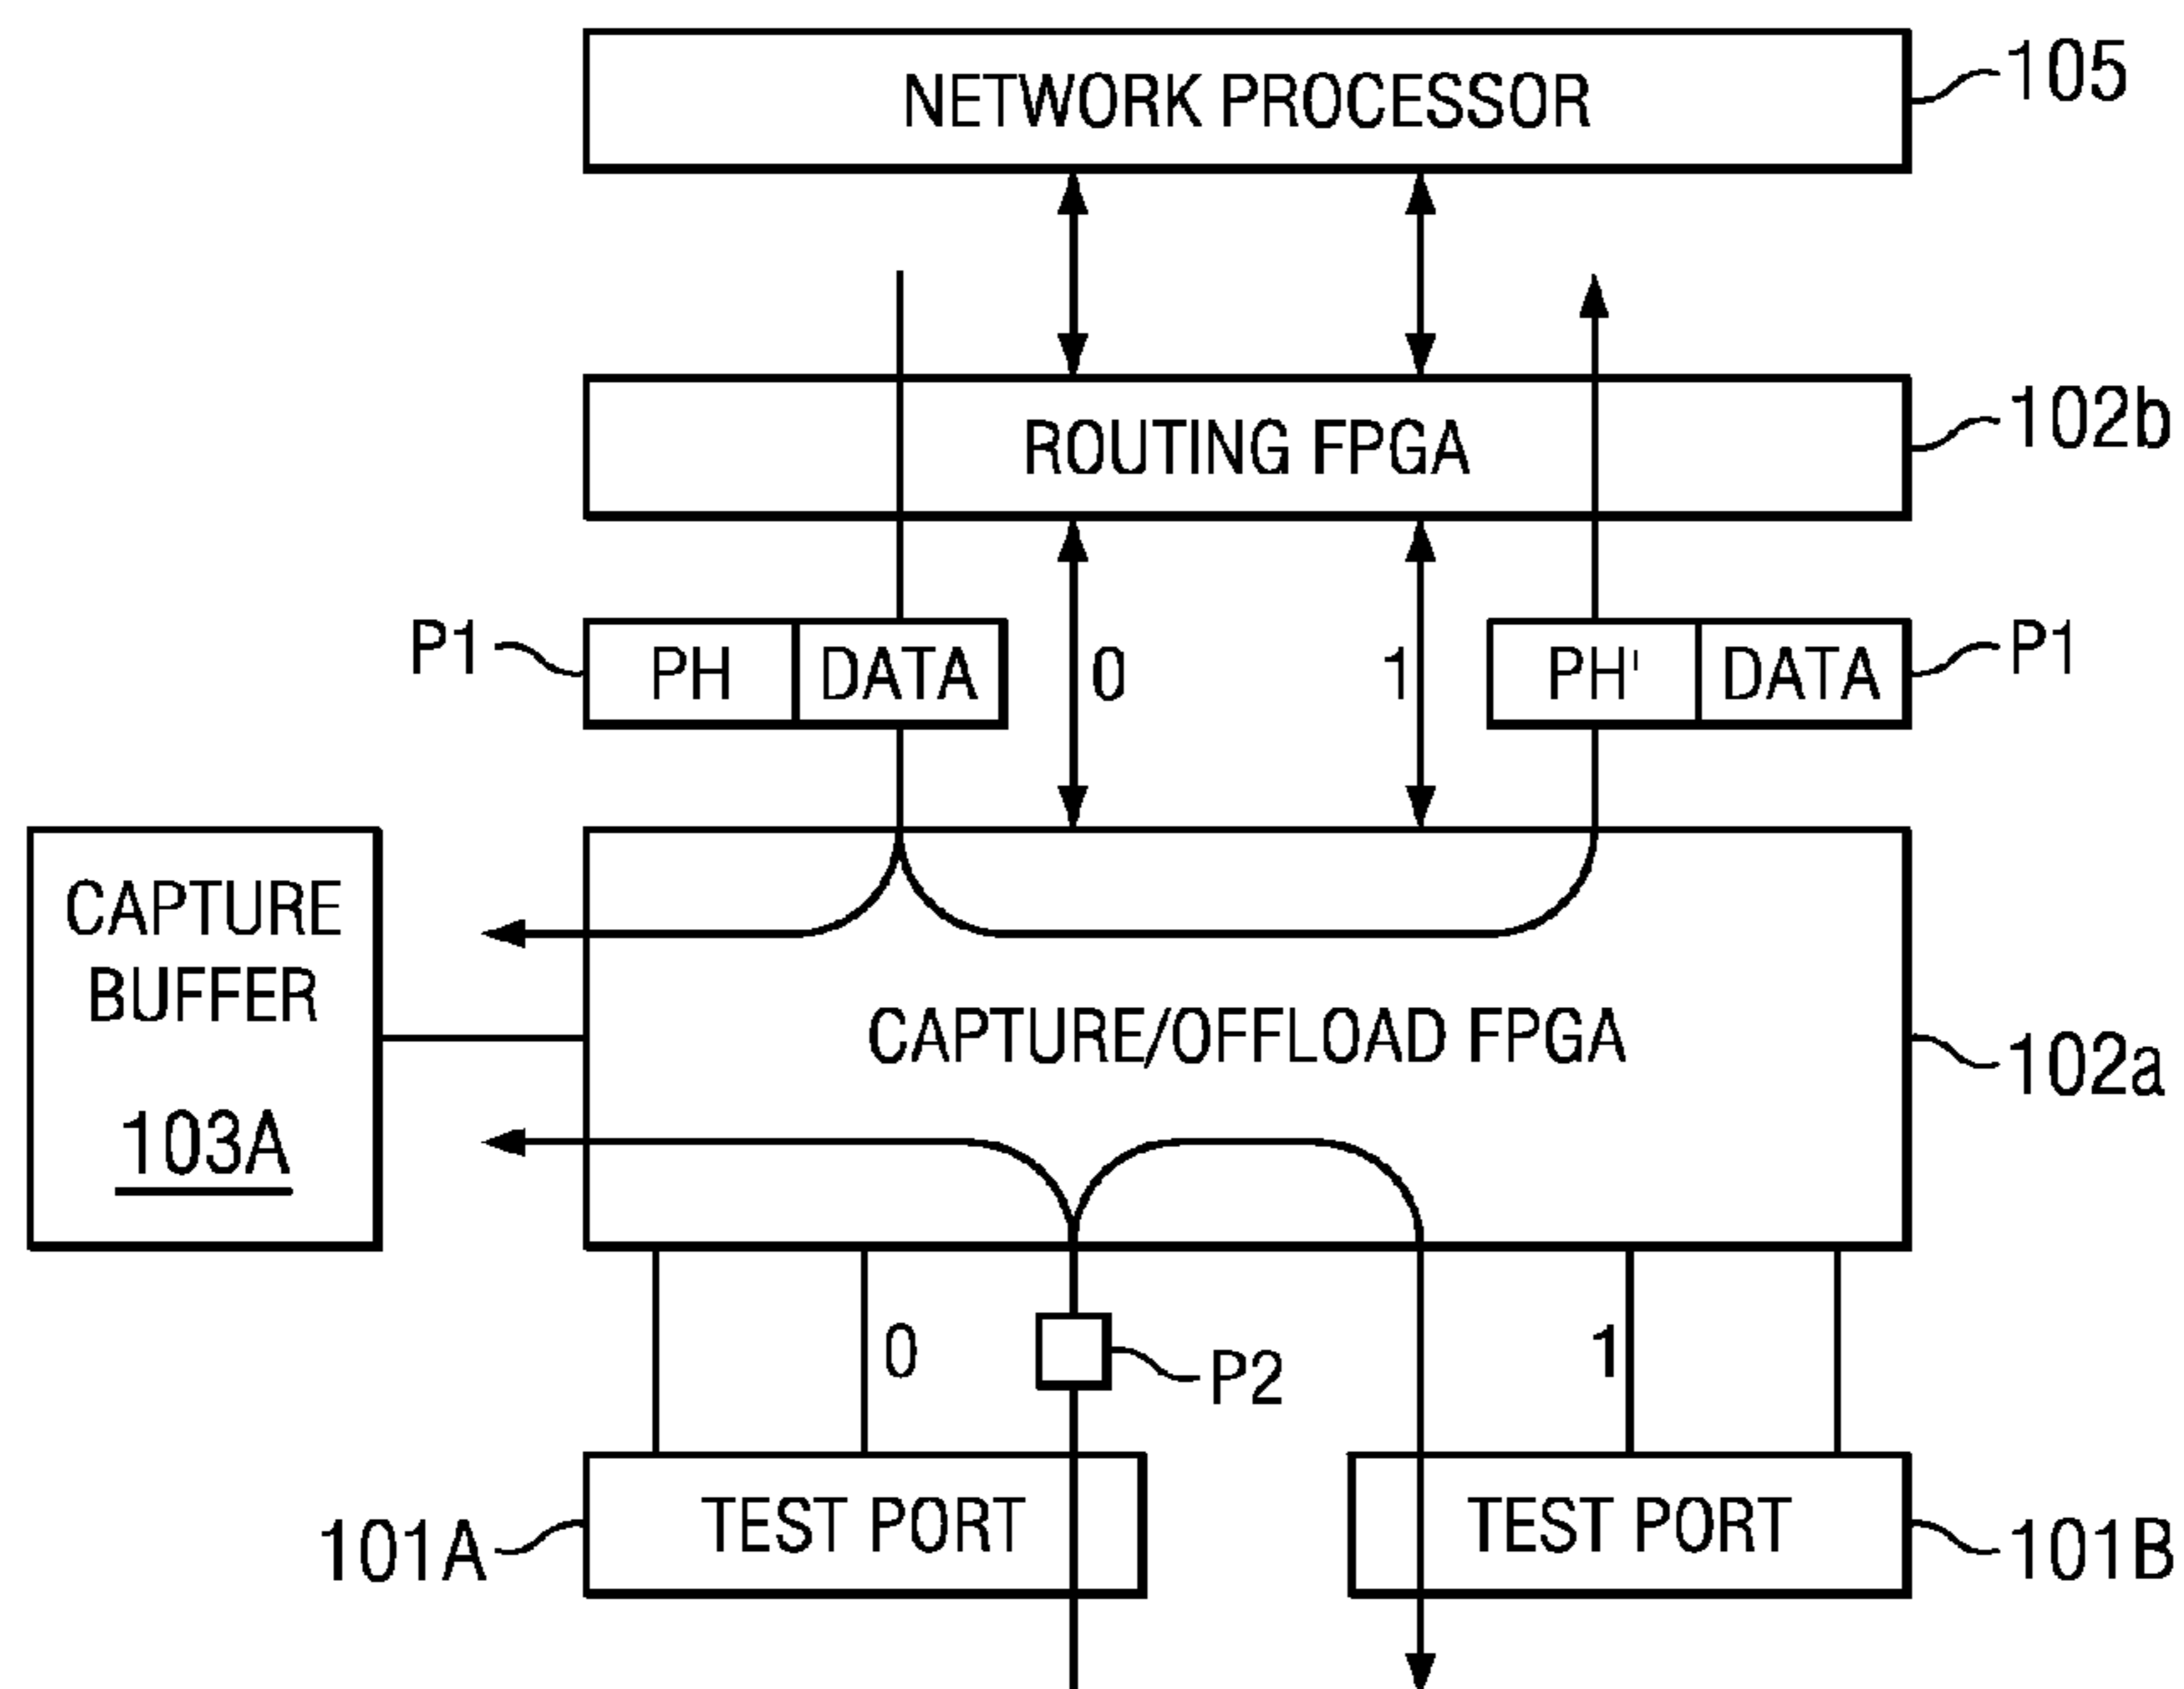 NETWORK PROCESSOR
105
ROUTING FPGA
102b
P1
PH
DATA
0
1
PH'
DATA
P1
CAPTURE
BUFFER
103A
CAPTURE/OFFLOAD FPGA
102a
0
P2
1
101A
TEST PORT
TEST PORT
101B